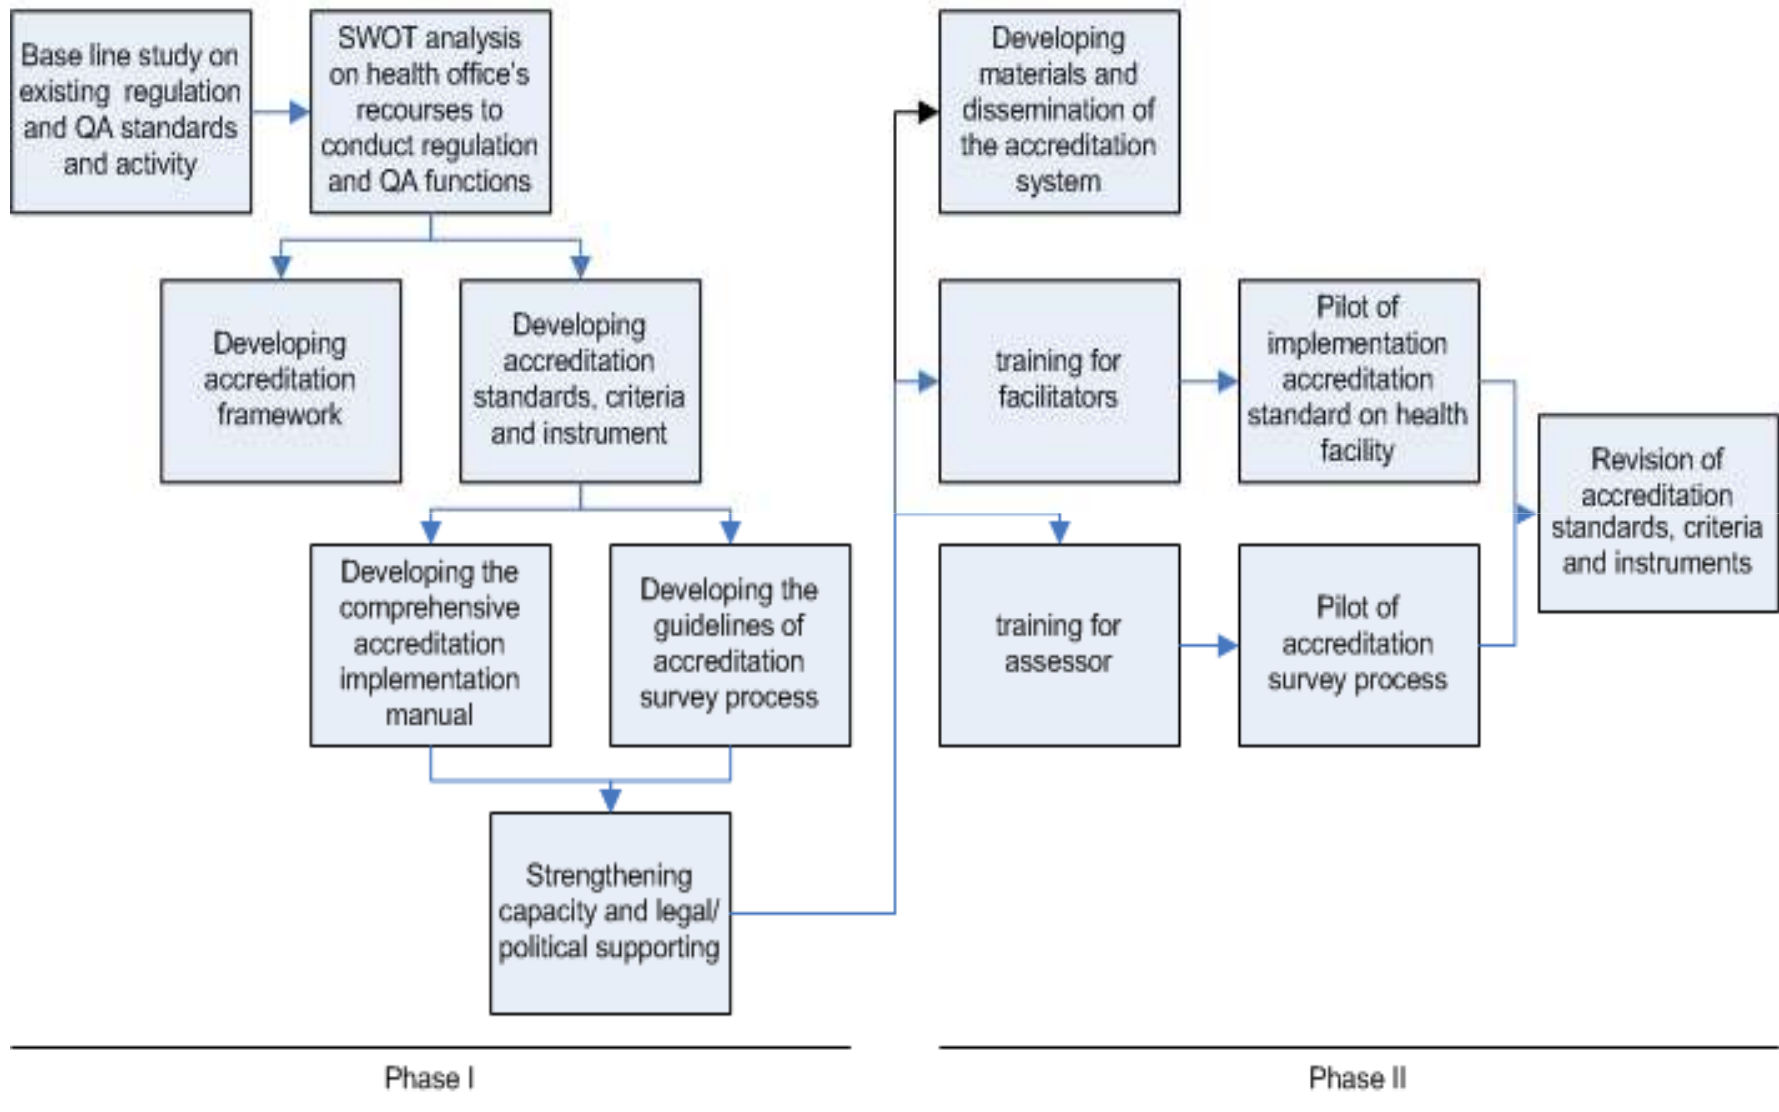 Base line study on
existing regulation
and QA standards
and activity
SWOT analysis
on health office's
recourses to
conduct regulation
and QA functions
Developing
accreditation
framework
Developing
accreditation
standards, criteria
and instrument
Developing the
comprehensive
accreditation
implementation
manual
Developing the
guidelines of
accreditation
survey process
Strengthening
capacity and legal/
political supporting
Phase I
Developing
materials and
dissemination of
the accreditation
system
training for
facilitators
Pilot of
implementation
accreditation
standard on health
facility
training for
assessor
Pilot of
accreditation
survey process
Revision of
accreditation
standards, criteria
and instruments
Phase II